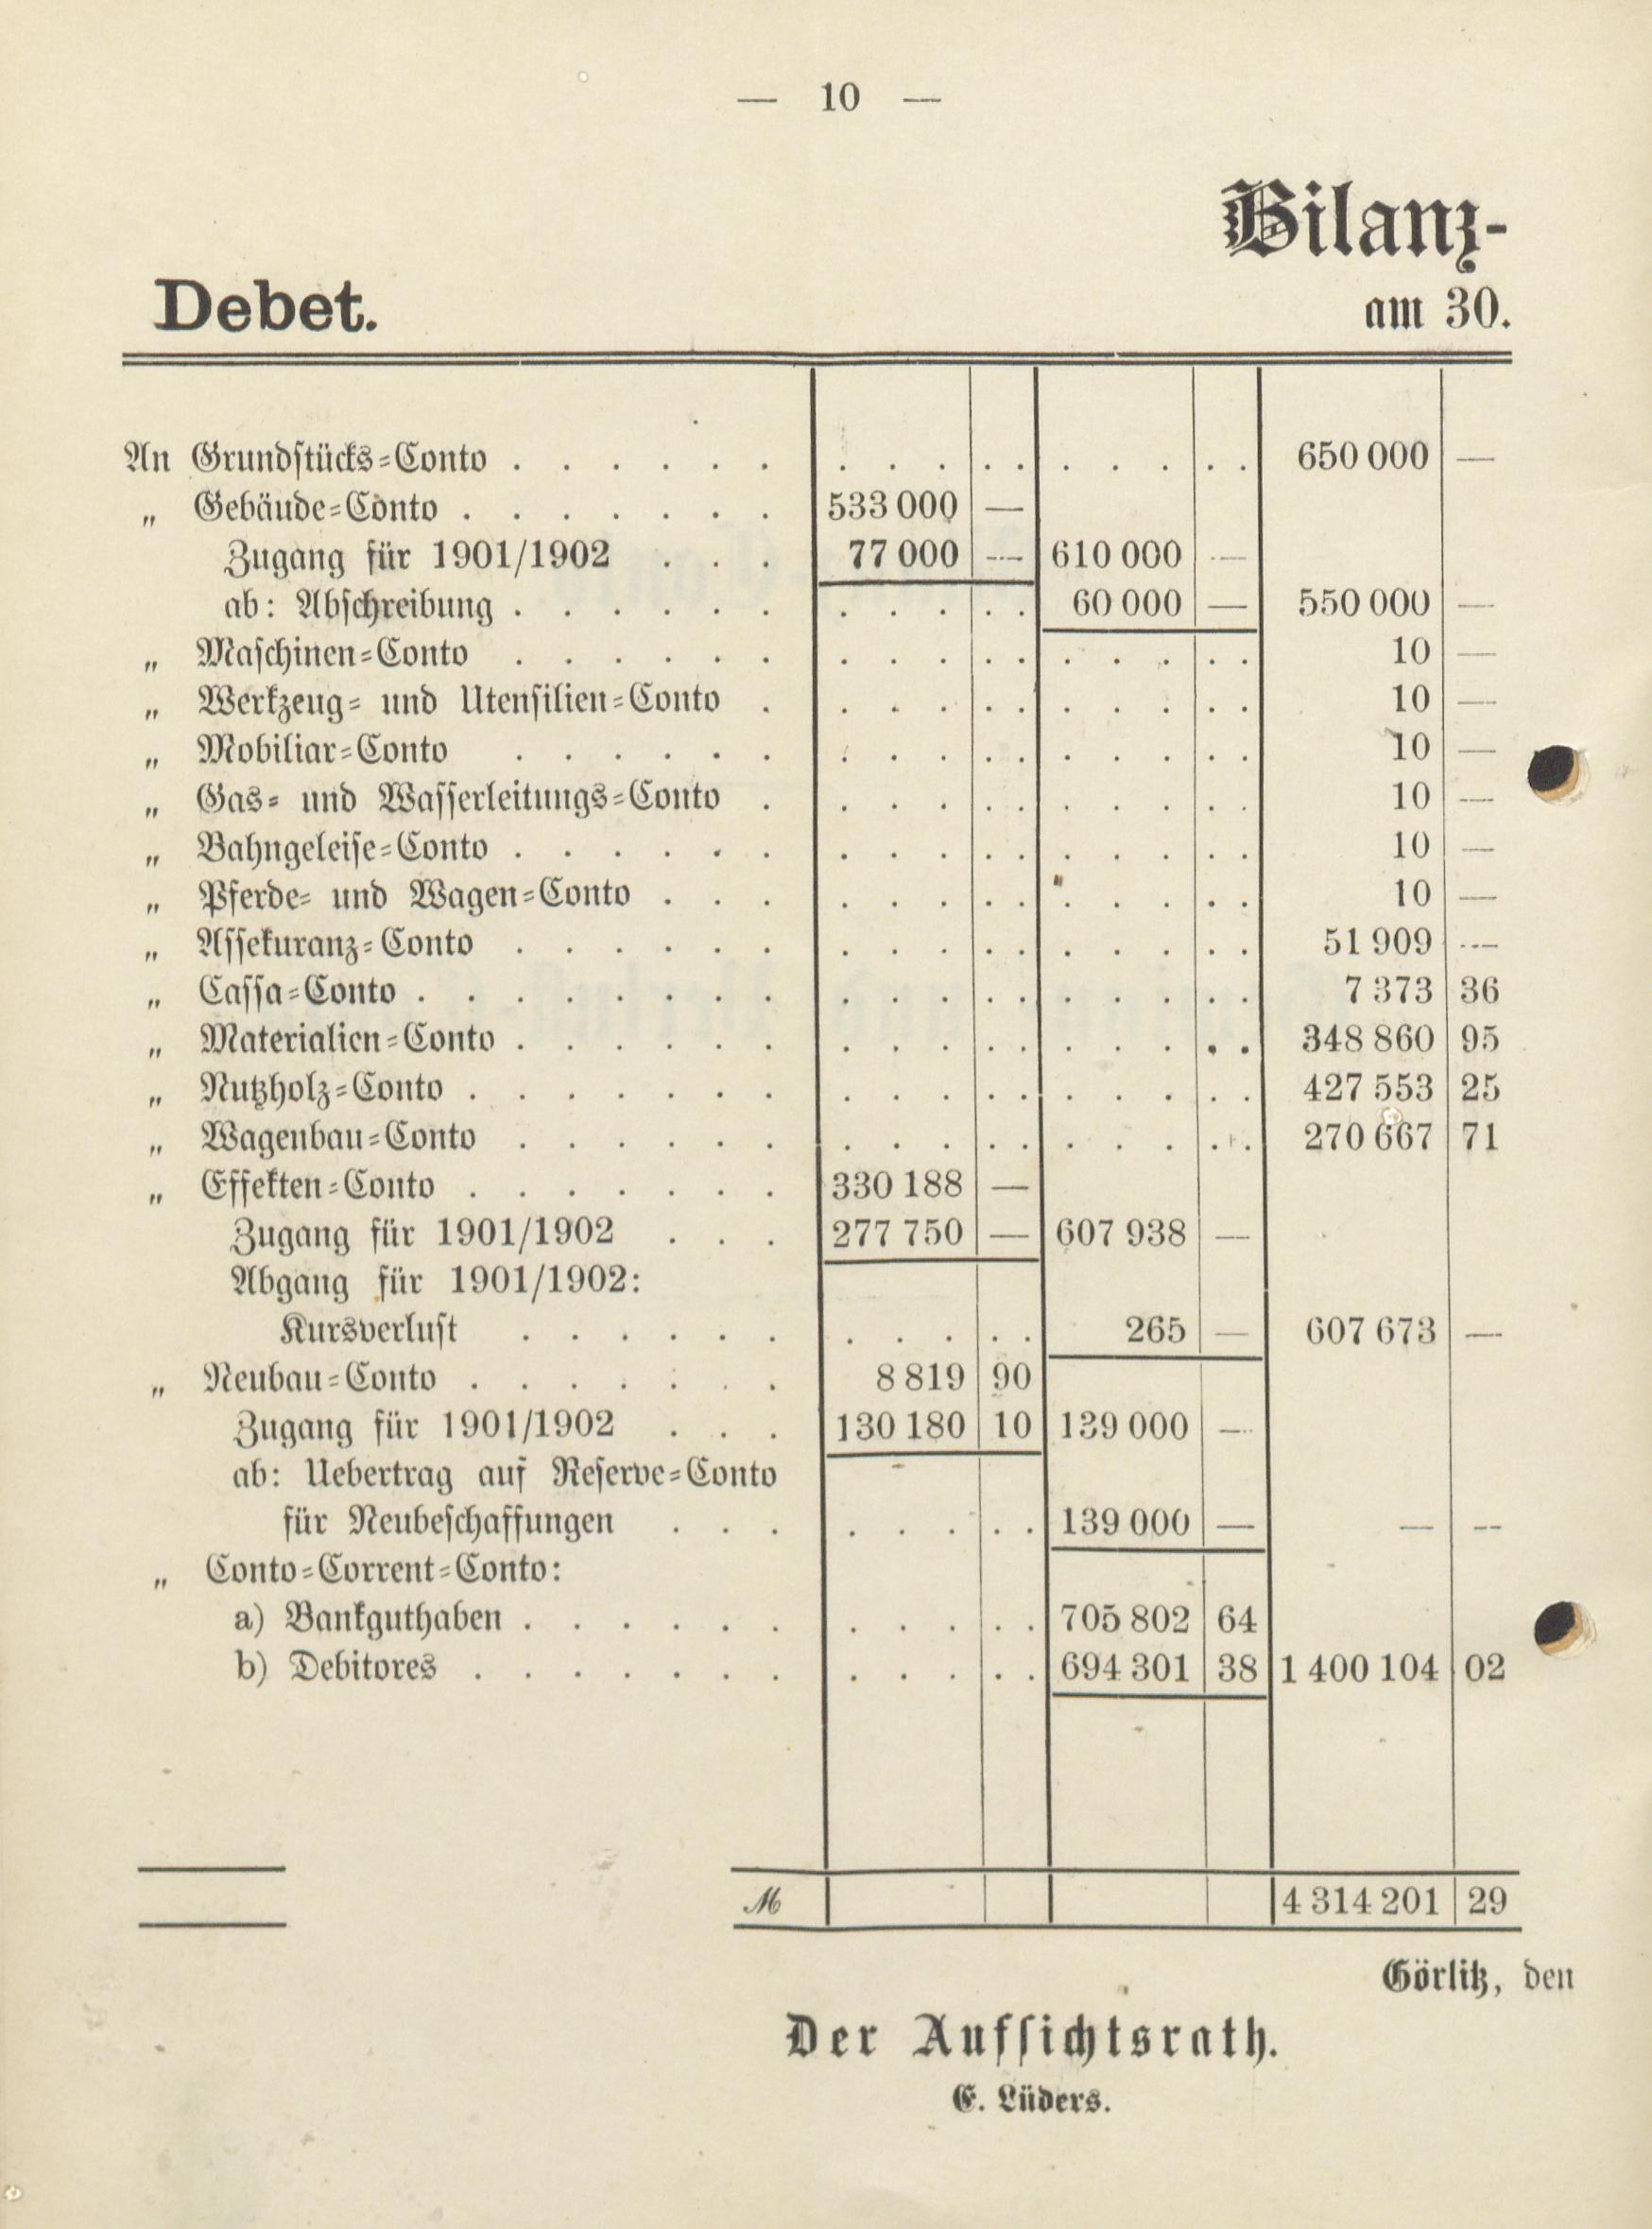 — 10 —
Bilanz-
Debet.
am 30.
An Grundstücks-Conto . . . . . . 650 000 —
„ Gebäude-Conto . . . . . . . 533 000 —
Zugang für 1901/1902 . . . 77 000 — 610 000 —
ab: Abschreibung . . . . . . 60 000 — 550 000 —
„ Maschinen-Conto . . . . . . 10 —
„ Werkzeug- und Utensilien-Conto . 10 —
„ Mobiliar-Conto . . . . . . 10 —
„ Gas- und Wasserleitungs-Conto . 10 —
„ Bahngeleise-Conto . . . . . . 10 —
„ Pferde- und Wagen-Conto . . . 10 —
„ Assekuranz-Conto . . . . . . 51 909 —
„ Cassa-Conto . . . . . . . . 7 373 36
„ Materialien-Conto . . . . . . 348 860 95
„ Nutzholz-Conto . . . . . . . 427 553 25
„ Wagenbau-Conto . . . . . . 270 667 71
„ Effekten-Conto . . . . . . . 330 188 —
Zugang für 1901/1902 . . . 277 750 — 607 938 —
Abgang für 1901/1902:
Kursverlust . . . . . . 265 — 607 673 —
„ Neubau-Conto . . . . . . . 8 819 90
Zugang für 1901/1902 . . . 130 180 10 139 000 —
ab: Uebertrag auf Reserve-Conto
für Neubeschaffungen . . . 139 000 — — —
„ Conto-Corrent-Conto:
a) Bankguthaben . . . . . . 705 802 64
b) Debitores . . . . . . . 694 301 38 1 400 104 02
ℳ 4 314 201 29
Görlitz, den
Der Aufsichtsrath.
E. Lüders.